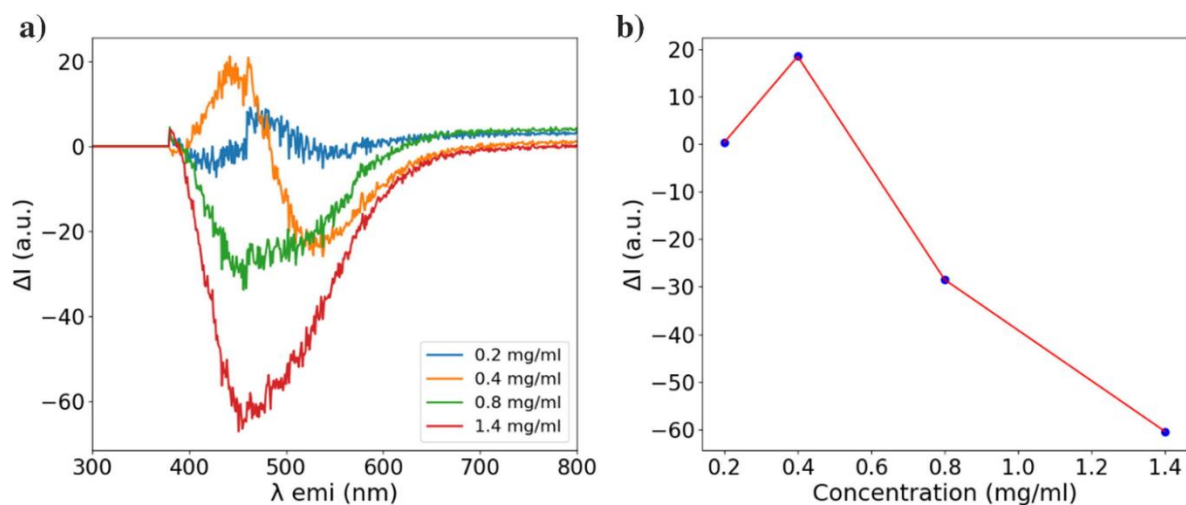 a)
20
0
−20
−40
−60
ΔI (a.u.)
300 400 500 600 700 800
λ emi (nm)
0.2 mg/ml
0.4 mg/ml
0.8 mg/ml
1.4 mg/ml
b)
20
10
0
−10
−20
−30
−40
−50
−60
ΔI (a.u.)
0.2 0.4 0.6 0.8 1.0 1.2 1.4
Concentration (mg/ml)